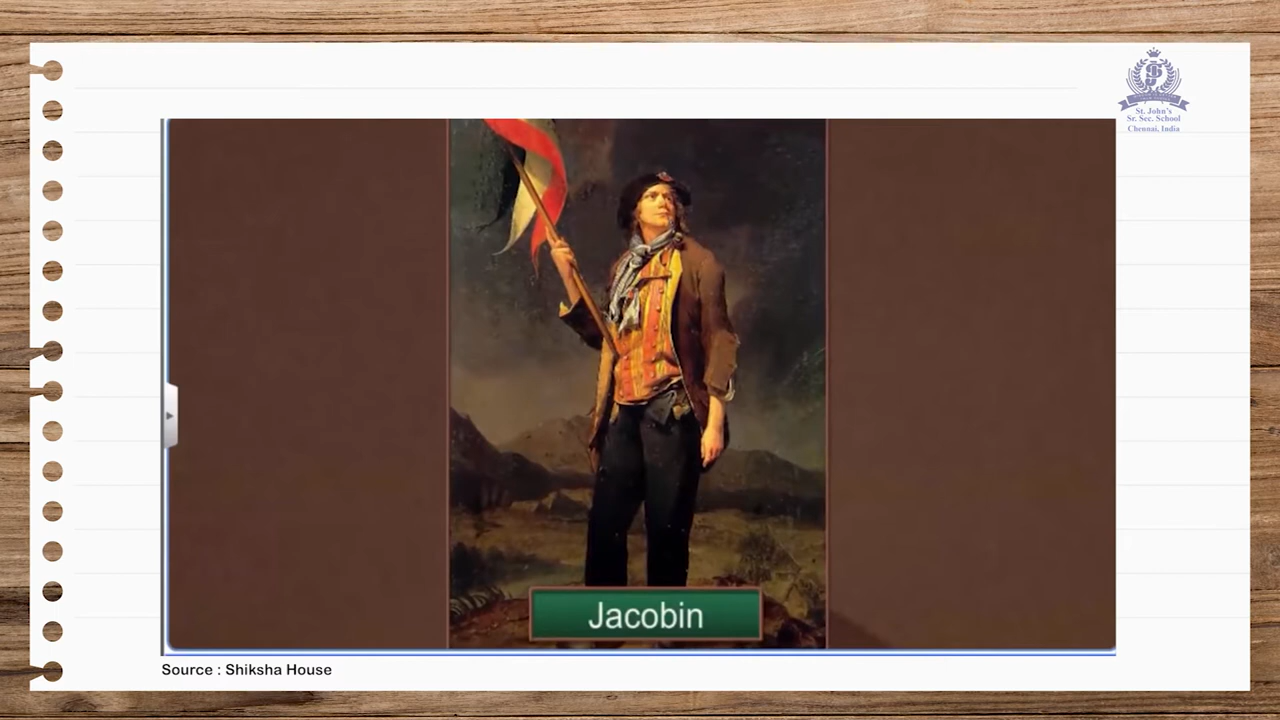 St. John's
Sr. Sec. School
Chennai, India
Jacobin
Source : Shiksha House